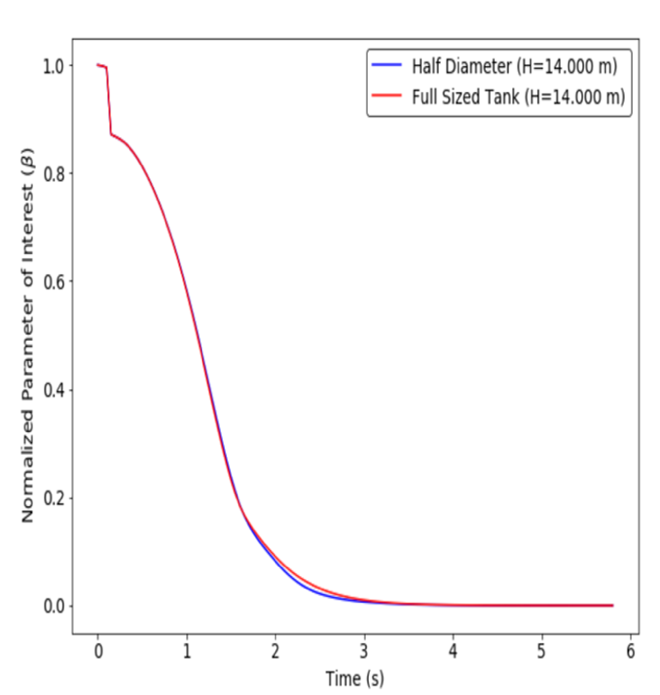 Half Diameter (H=14.000 m)
Full Sized Tank (H=14.000 m)
Normalized Parameter of Interest (β)
1.0
0.8
0.6
0.4
0.2
0.0
0 1 2 3 4 5 6
Time (s)